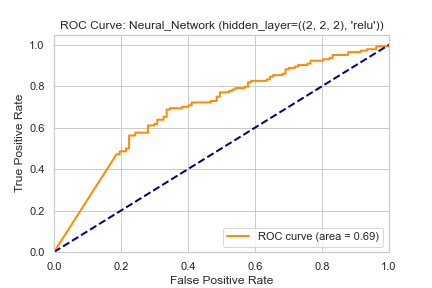 ROC Curve: Neural_Network (hidden_layer=((2, 2, 2), 'relu'))
True Positive Rate
1.0
0.8
0.6
0.4
0.2
0.0
ROC curve (area = 0.69)
0.0 0.2 0.4 0.6 0.8 1.0
False Positive Rate